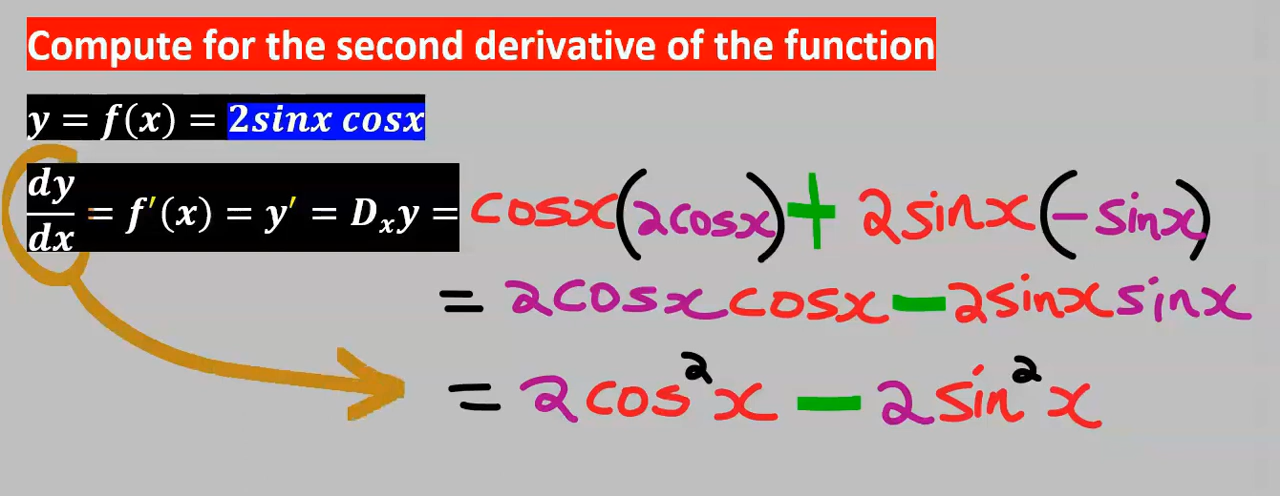 Compute for the second derivative of the function
y = f(x) = 2sinx cosx
dy/dx = f′(x) = y′ = Dₓy = cosx(2cosx) + 2sinx(−sinx)
= 2cosxcosx − 2sinxsinx
= 2cos²x − 2sin²x